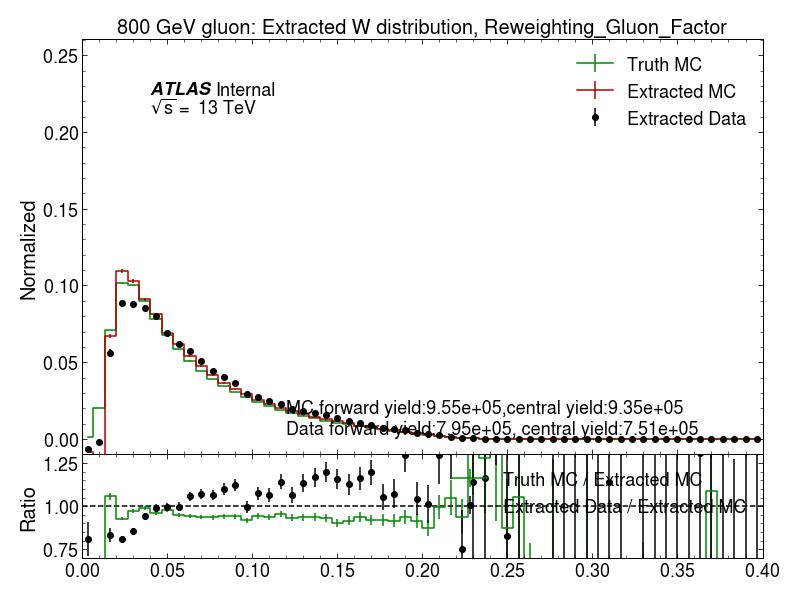 800 GeV gluon: Extracted W distribution, Reweighting_Gluon_Factor
0.25
0.20
0.15
0.10
0.05
0.00
Normalized
ATLAS Internal
√s = 13 TeV
Truth MC
Extracted MC
Extracted Data
MC forward yield:9.55e+05,central yield:9.35e+05
Data forward yield:7.95e+05, central yield:7.51e+05
1.25
1.00
0.75
Ratio
Truth MC / Extracted MC
Extracted Data / Extracted MC
0.00 0.05 0.10 0.15 0.20 0.25 0.30 0.35 0.40